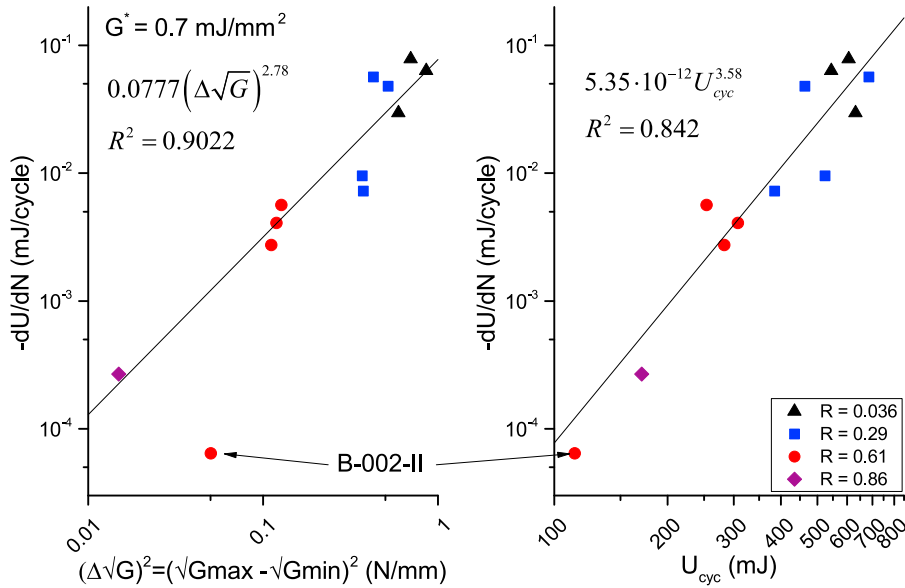 G* = 0.7 mJ/mm²
0.0777(Δ√G)^2.78
R² = 0.9022
-dU/dN (mJ/cycle)
10⁻¹
10⁻²
10⁻³
10⁻⁴
0.01
0.1
1
(Δ√G)²=(√Gmax -√Gmin)² (N/mm)
B-002-II
5.35·10⁻¹² U_cyc^3.58
R² = 0.842
-dU/dN (mJ/cycle)
10⁻¹
10⁻²
10⁻³
10⁻⁴
100
200
300
400
500
600
700
800
U_cyc (mJ)
R = 0.036
R = 0.29
R = 0.61
R = 0.86